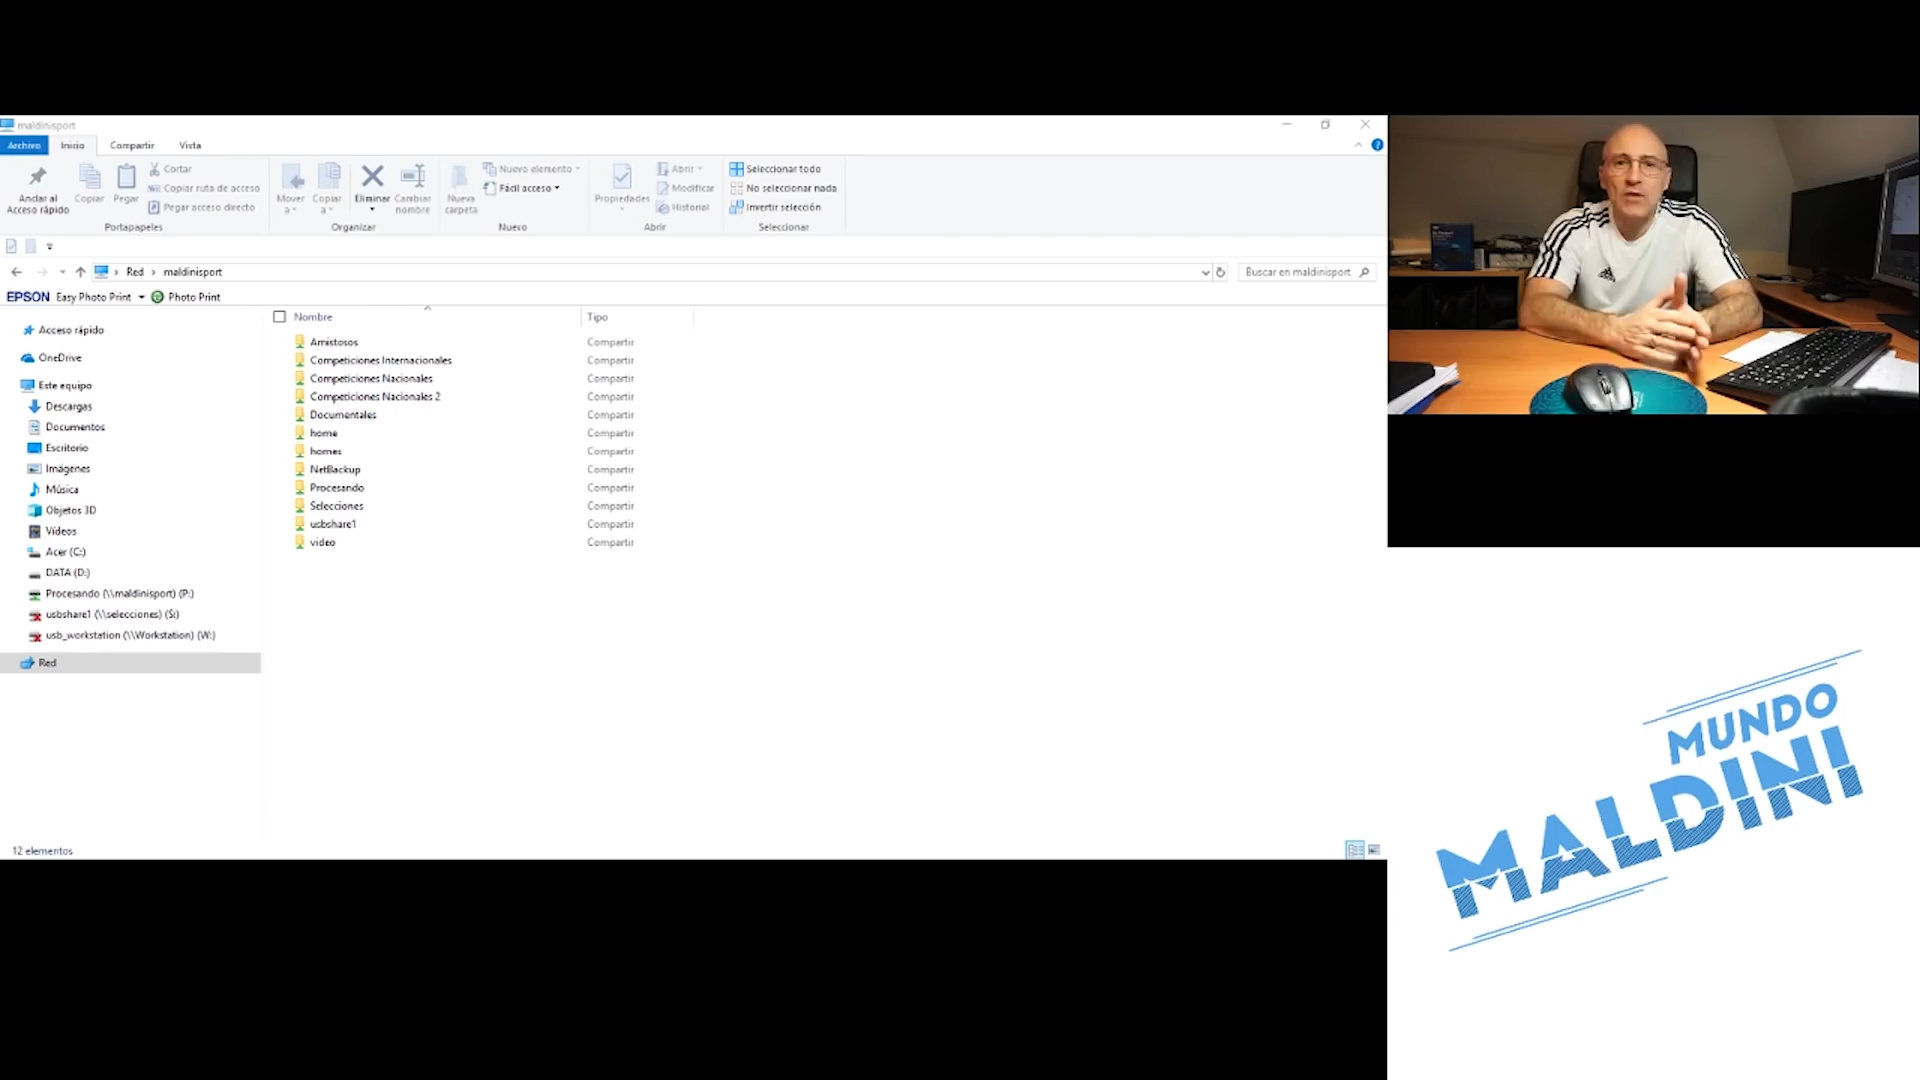 maldinisport
Archivo Inicio Compartir Vista
Anclar al Acceso rápido
Copiar
Pegar
Cortar
Copiar ruta de acceso
Pegar acceso directo
Portapapeles
Mover a
Copiar a
Eliminar
Cambiar nombre
Organizar
Nueva carpeta
Nuevo elemento
Fácil acceso
Nuevo
Propiedades
Abrir
Modificar
Historial
Abrir
Seleccionar todo
No seleccionar nada
Invertir selección
Seleccionar
Red › maldinisport
Buscar en maldinisport
EPSON Easy Photo Print Photo Print
Acceso rápido
OneDrive
Este equipo
Descargas
Documentos
Escritorio
Imágenes
Música
Objetos 3D
Vídeos
Acer (C:)
DATA (D:)
Procesando (\\maldinisport) (P:)
usbshare1 (\\selecciones) (S:)
usb_workstation (\\Workstation) (W:)
Red
Nombre Tipo
Amistosos Compartir
Competiciones Internacionales Compartir
Competiciones Nacionales Compartir
Competiciones Nacionales 2 Compartir
Documentales Compartir
home Compartir
homes Compartir
NetBackup Compartir
Procesando Compartir
Selecciones Compartir
usbshare1 Compartir
video Compartir
12 elementos
MUNDO
MALDINI